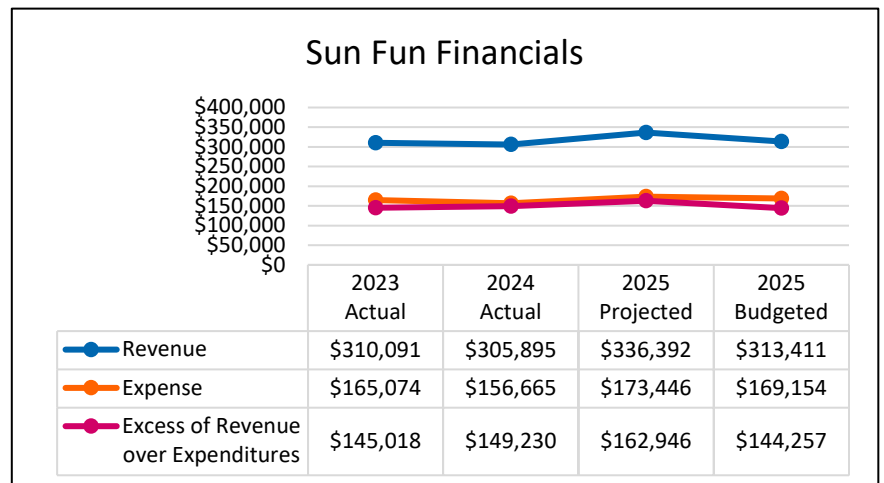 Sun Fun Financials
$400,000
$350,000
$300,000
$250,000
$200,000
$150,000
$100,000
$50,000
$0
2023 Actual 2024 Actual 2025 Projected 2025 Budgeted
Revenue $310,091 $305,895 $336,392 $313,411
Expense $165,074 $156,665 $173,446 $169,154
Excess of Revenue
over Expenditures $145,018 $149,230 $162,946 $144,257